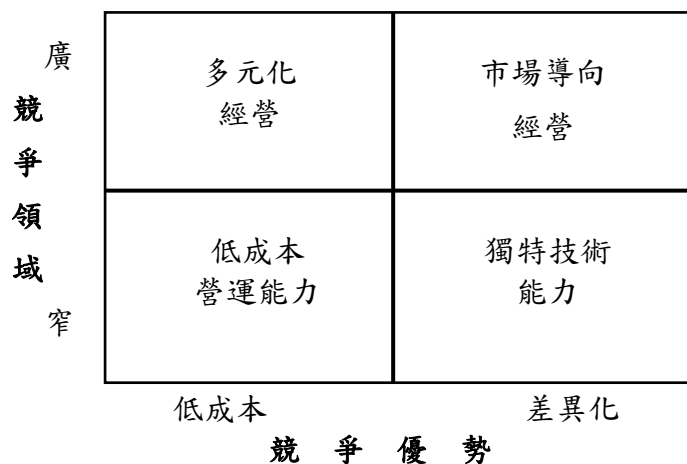 廣
競
爭
領
域
窄
多元化
經營
市場導向
經營
低成本
營運能力
獨特技術
能力
低成本
差異化
競 爭 優 勢